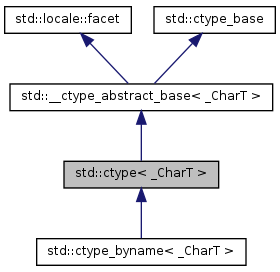 std::locale::facet
std::ctype_base
std::__ctype_abstract_base< _CharT >
std::ctype< _CharT >
std::ctype_byname< _CharT >